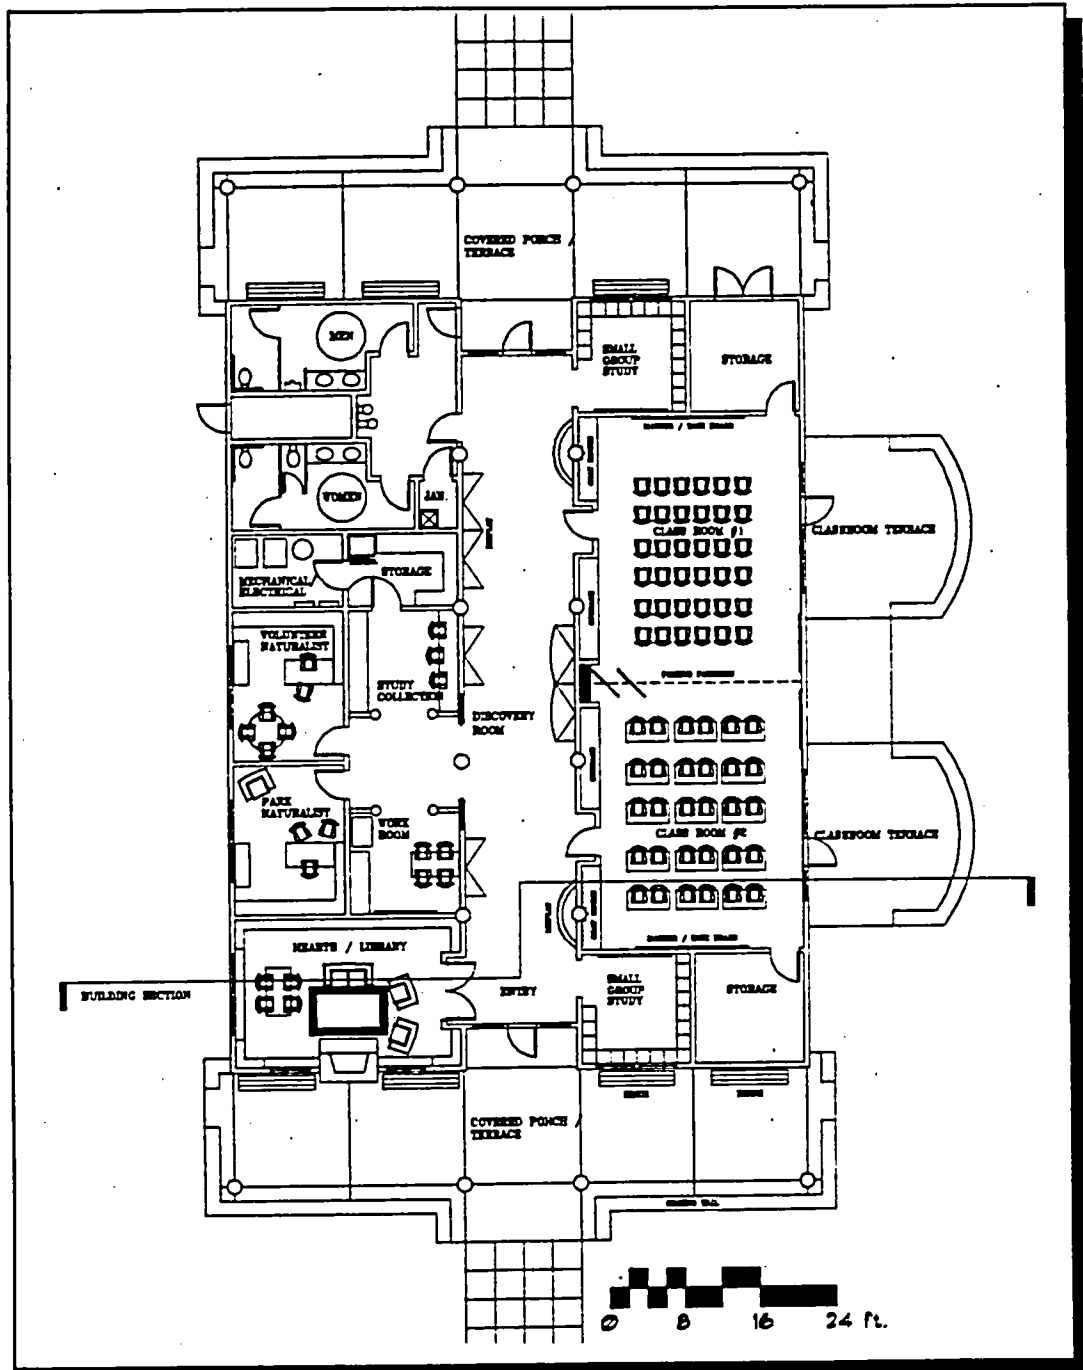 COVERED PORCH /
TERRACE
MEN
SMALL
GROUP
STUDY
STORAGE
WOMEN
JAN.
DISPLAY
CLASS ROOM #1
CLASSROOM TERRACE
MECHANICAL/
ELECTRICAL
STORAGE
VOLUNTEER
NATURALIST
STUDY
COLLECTION
DISCOVERY
ROOM
PARK
NATURALIST
WORK
ROOM
CLASS ROOM #2
CLASSROOM TERRACE
DISPLAY
HEARTH / LIBRARY
BUILDING SECTION
ENTRY
SMALL
GROUP
STUDY
STORAGE
COVERED PORCH /
TERRACE
0 8 16 24 ft.